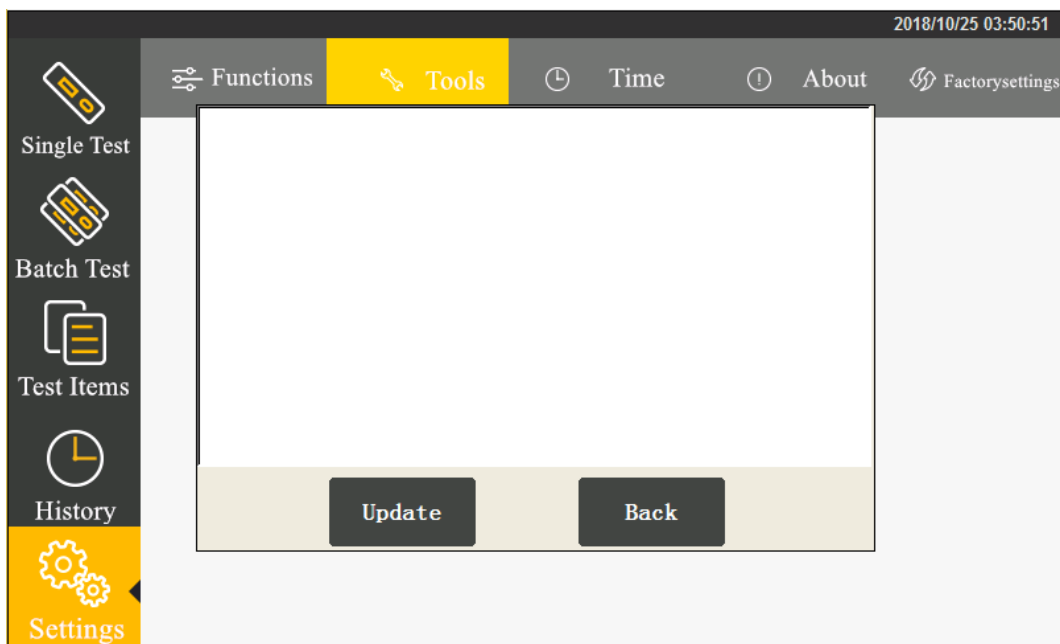 2018/10/25 03:50:51
Functions
Tools
Time
About
Factorysettings
Single Test
Batch Test
Test Items
History
Settings
Update
Back